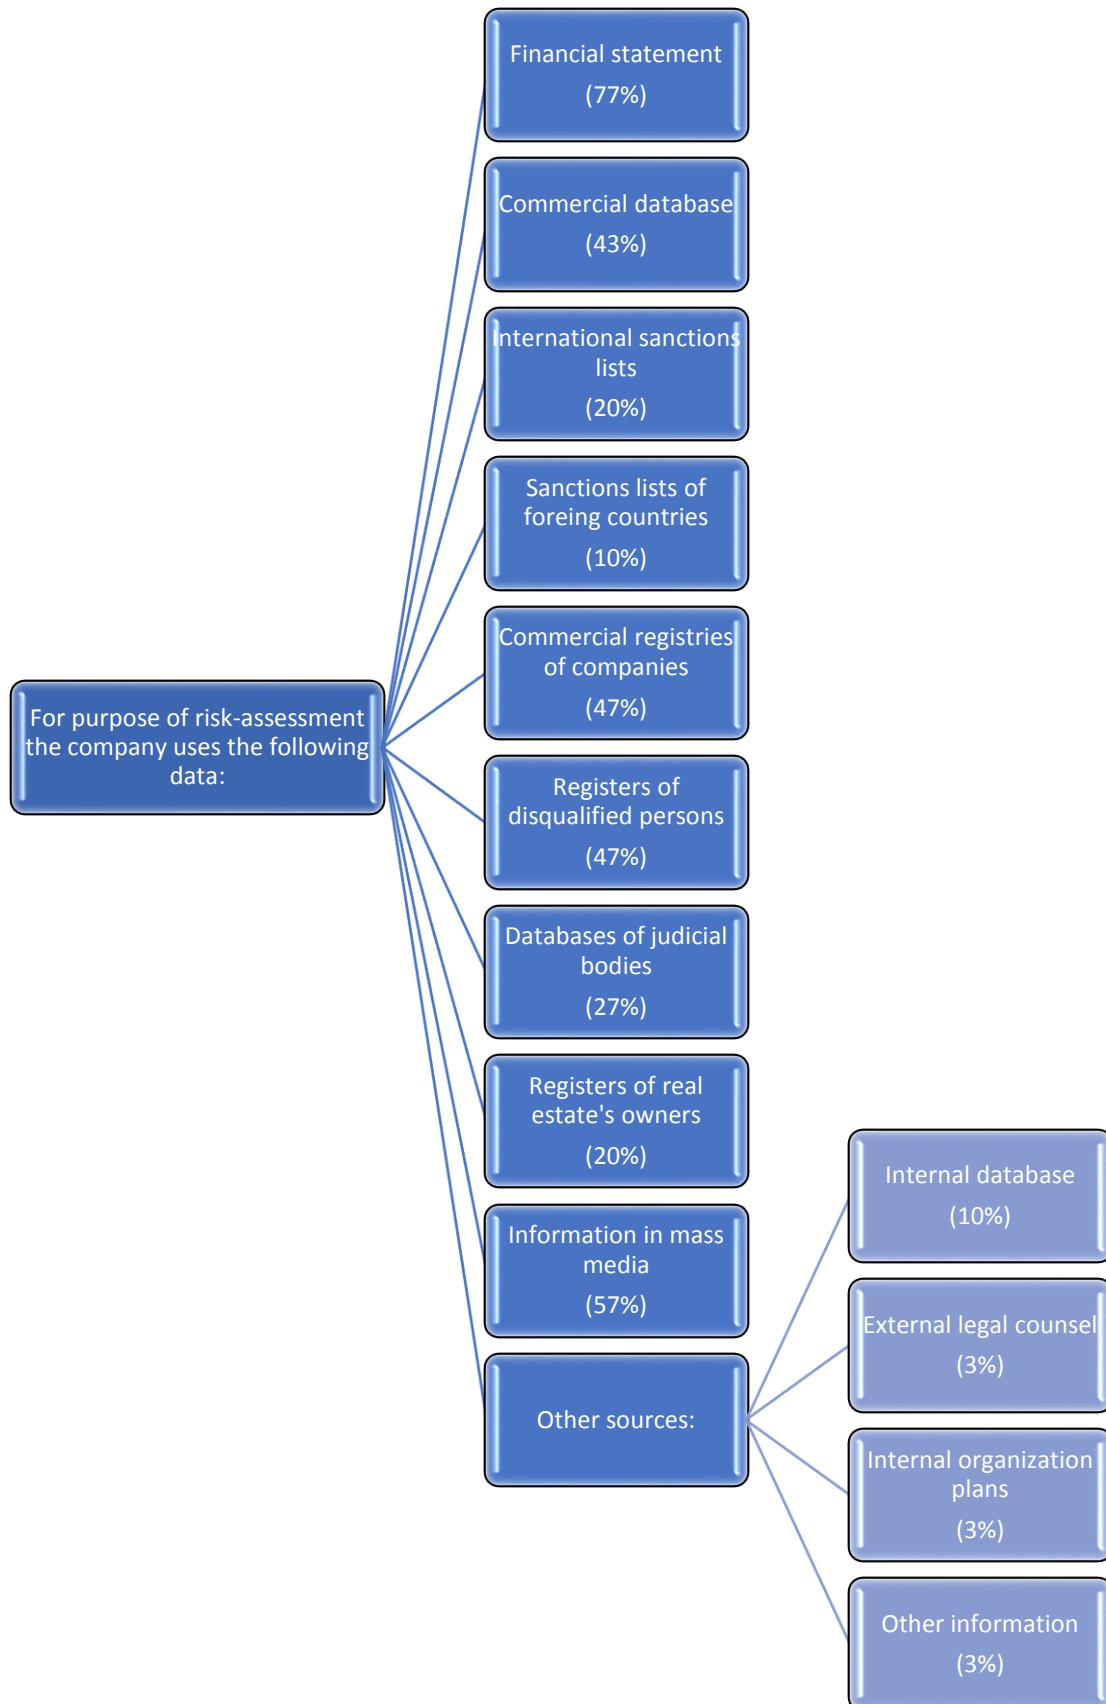 Financial statement
(77%)
Commercial database
(43%)
International sanctions
lists
(20%)
Sanctions lists of
foreing countries
(10%)
Commercial registries
of companies
(47%)
For purpose of risk-assessment
the company uses the following
data:
Registers of
disqualified persons
(47%)
Databases of judicial
bodies
(27%)
Registers of real
estate's owners
(20%)
Information in mass
media
(57%)
Other sources:
Internal database
(10%)
External legal counsel
(3%)
Internal organization
plans
(3%)
Other information
(3%)